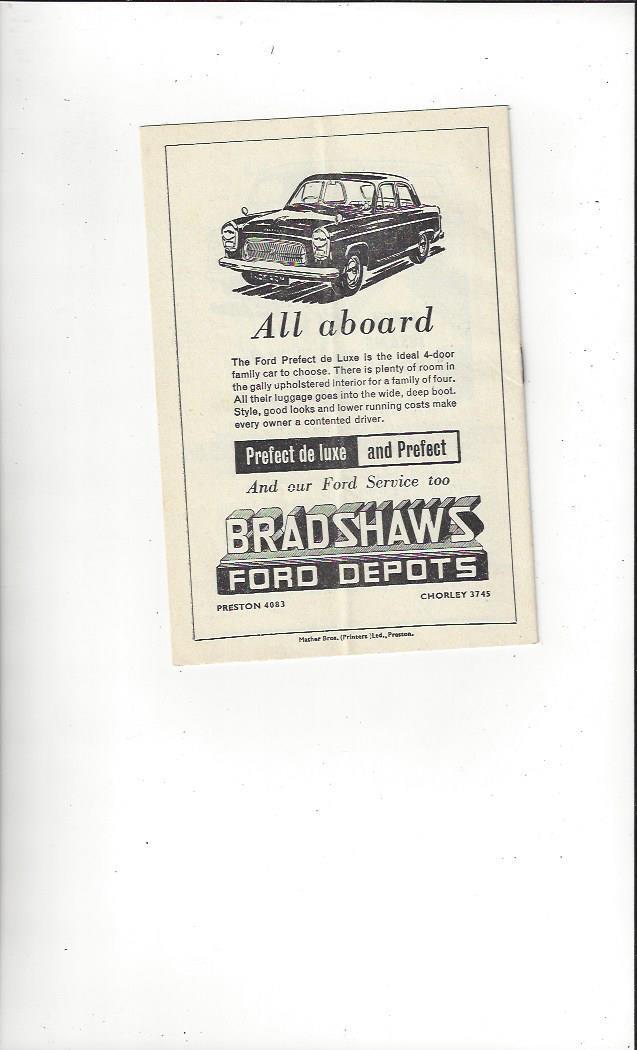 All aboard
The Ford Prefect de Luxe is the ideal 4-door
family car to choose. There is plenty of room in
the gaily upholstered interior for a family of four.
All their luggage goes into the wide, deep boot.
Style, good looks and lower running costs make
every owner a contented driver.
Prefect de luxe and Prefect
And our Ford Service too
BRADSHAWS
FORD DEPOTS
PRESTON 4083 CHORLEY 3745
Mather Bros. (Printers) Ltd., Preston.